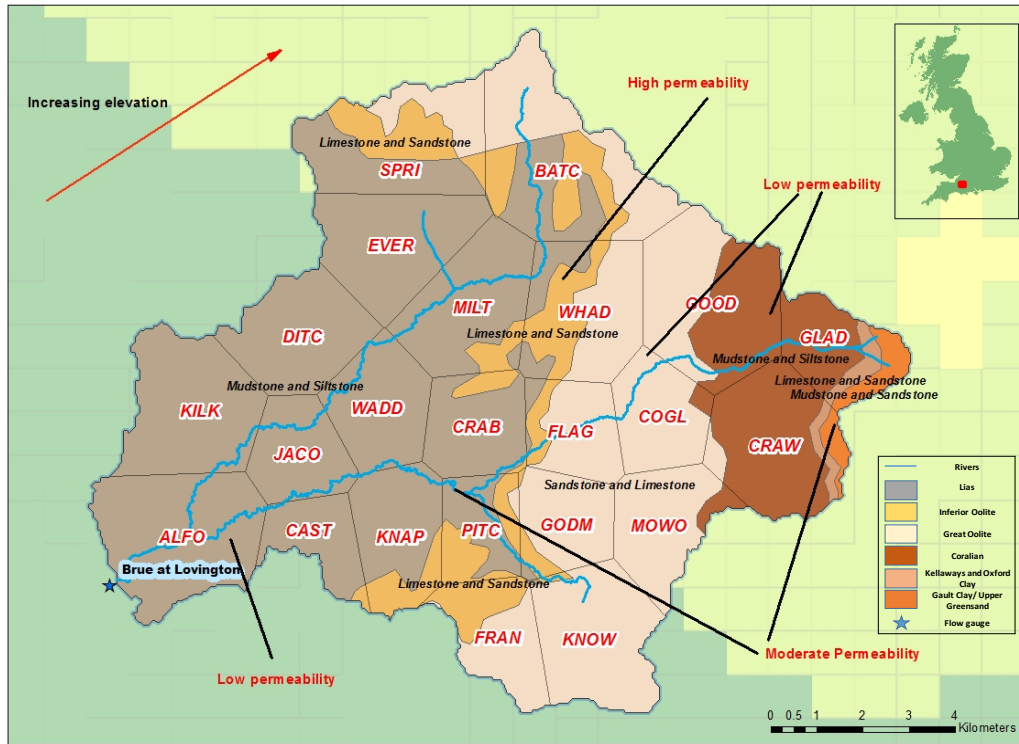 High permeability
Increasing elevation
Limestone and Sandstone
SPRI
BATC
Low permeability
EVER
MILT
WHAD
GOOD
DITC
Limestone and Sandstone
GLAD
Mudstone and Siltstone
Mudstone and Siltstone
Limestone and Sandstone
Mudstone and Sandstone
KILK
WADD
CRAB
FLAG
COGL
CRAW
JACO
Sandstone and Limestone
ALFO
CAST
KNAP
PITC
GODM
MOWO
Brue at Lovington
Limestone and Sandstone
FRAN
KNOW
Moderate Permeability
Low permeability
Rivers
Lias
Inferior Oolite
Great Oolite
Coralian
Kellaways and Oxford
Clay
Gault Clay/ Upper
Greensand
Flow gauge
0 0.5 1 2 3 4
Kilometers